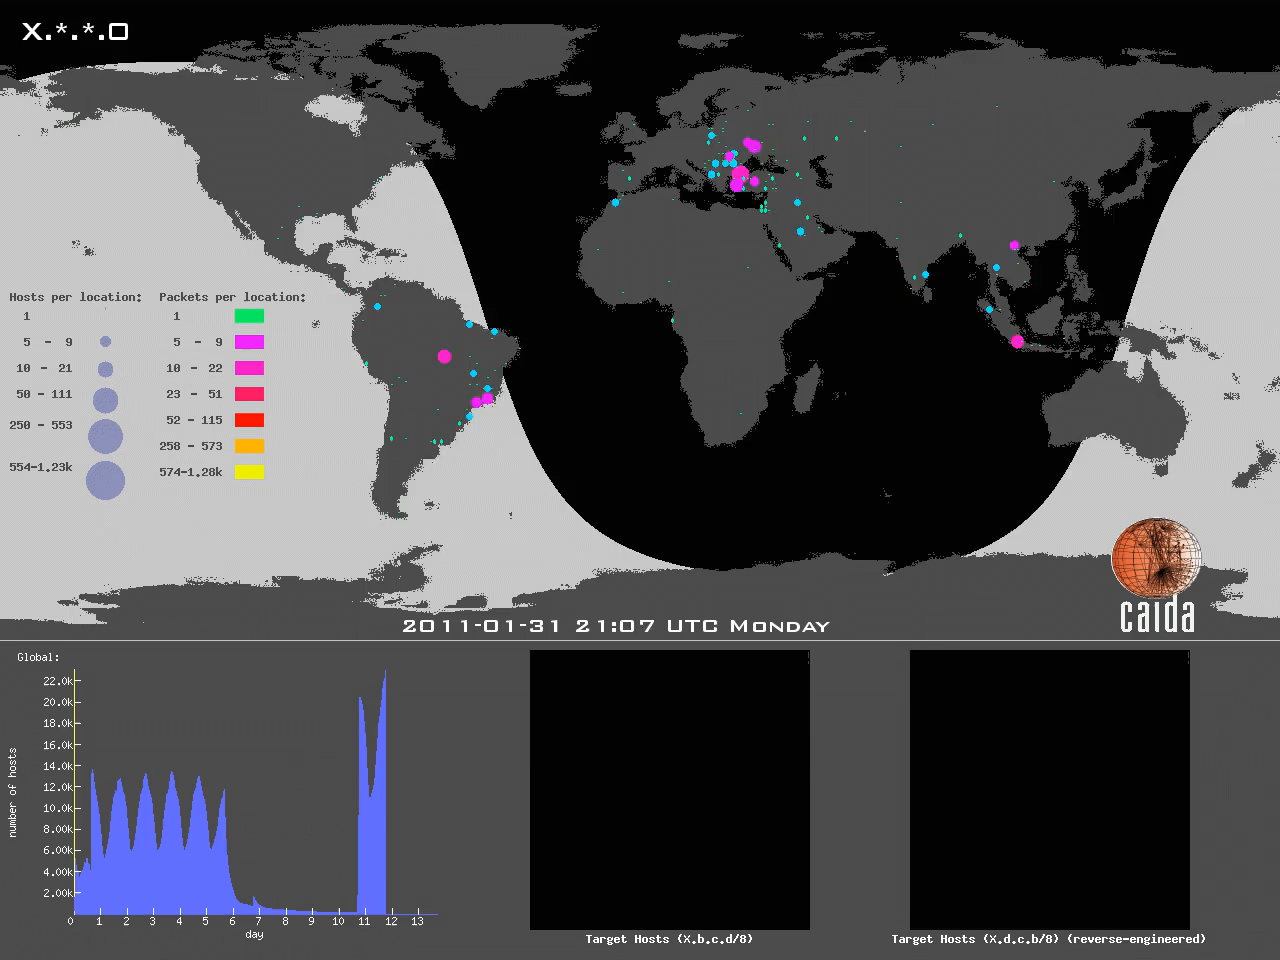 X.*.*.0
Hosts per location: Packets per location:
1 1
5 - 9 5 - 9
10 - 21 10 - 22
50 - 111 23 - 51
250 - 553 52 - 115
258 - 573
554-1.23k 574-1.28k
caida
2011-01-31 21:07 UTC Monday
Global:
22.0k
20.0k
18.0k
16.0k
14.0k
12.0k
10.0k
8.00k
6.00k
4.00k
2.00k
number of hosts
0 1 2 3 4 5 6 7 8 9 10 11 12 13
day
Target Hosts (X.b.c.d/8)
Target Hosts (X.d.c.b/8) (reverse-engineered)